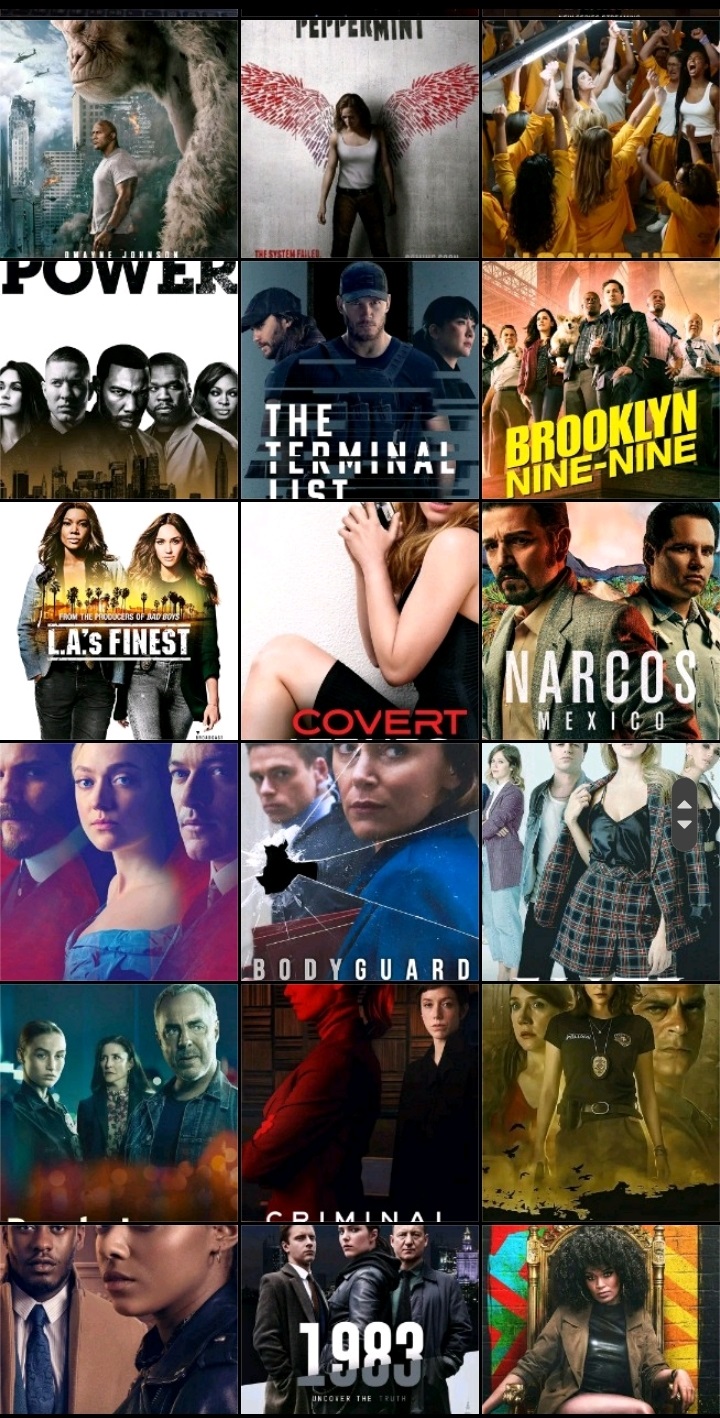 PEPPERMINT
DWAYNE JOHNSON
THE SYSTEM FAILED.
POWER
THE
TERMINAL
LIST
BROOKLYN
NINE-NINE
FROM THE PRODUCERS OF BAD BOYS
L.A.'s FINEST
COVERT
NARCOS
MEXICO
BODYGUARD
CRIMINAL
1983
UNCOVER THE TRUTH